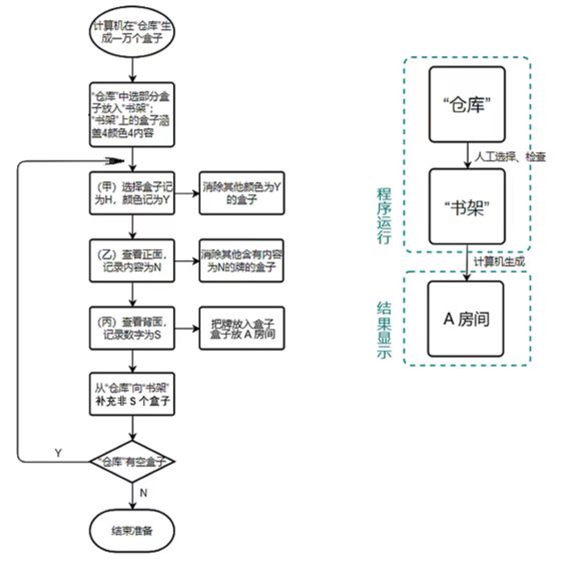 计算机在“仓库”生
成一万个盒子
“仓库”中选部分盒
子放入“书架”；
“书架”上的盒子涵
盖4颜色4内容
（甲）选择盒子记
为H，颜色记为Y
消除其他颜色为Y
的盒子
（乙）查看正面，
记录内容为N
消除其他含有内容
为N的牌的盒子
（丙）查看背面，
记录数字为S
把牌放入盒子
盒子放 A 房间
从“仓库”向“书架”
补充非 S 个盒子
“仓库”有空盒子
Y
N
结束准备
“仓库”
人工选择、检查
“书架”
程序运行
计算机生成
A 房间
结果显示